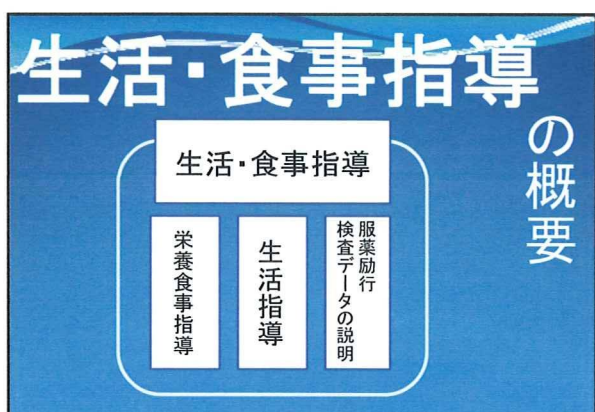 生活・食事指導
の概要
生活・食事指導
栄養食事指導
生活指導
服薬励行
検査データの説明